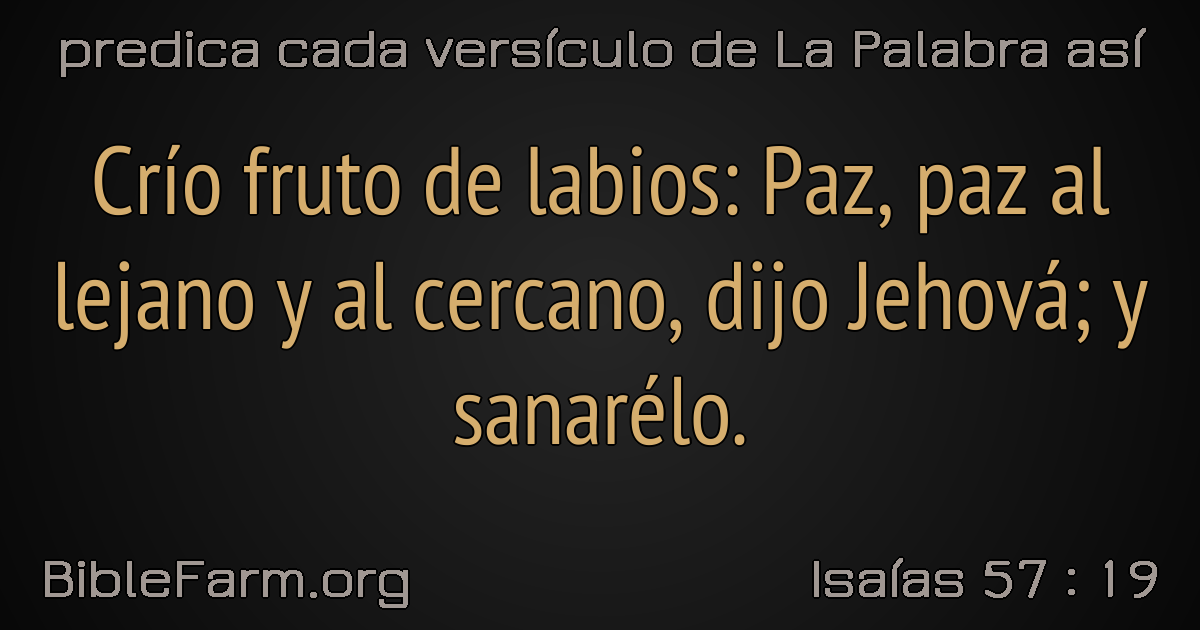 predica cada versículo de La Palabra así
Crío fruto de labios: Paz, paz al
lejano y al cercano, dijo Jehová; y
sanarélo.
BibleFarm.org
Isaías 57 : 19